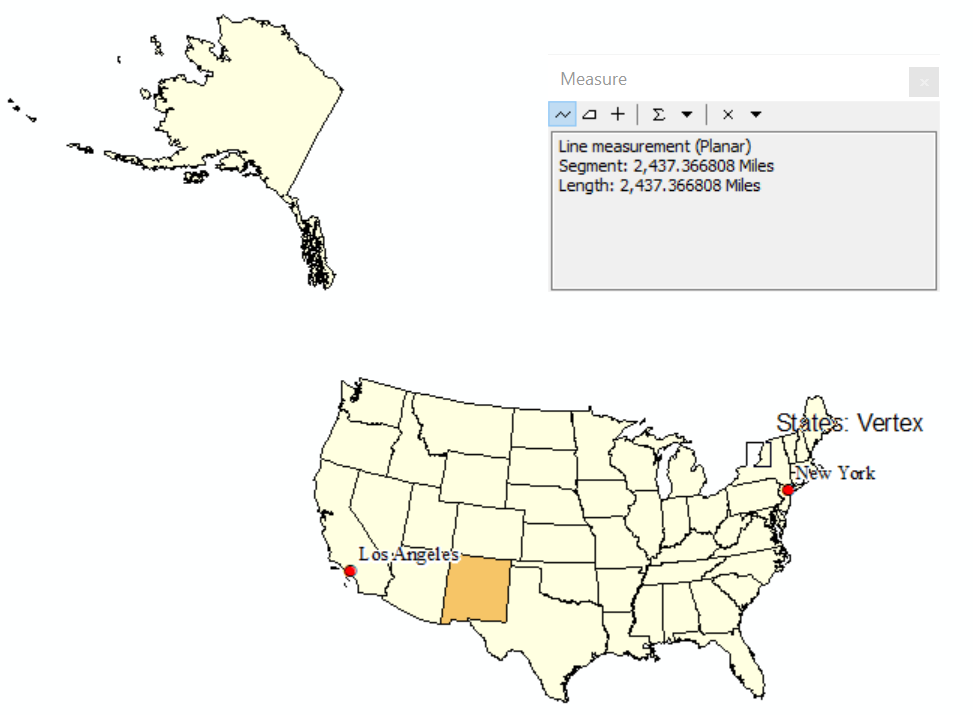 Measure
Line measurement (Planar)
Segment: 2,437.366808 Miles
Length: 2,437.366808 Miles
States: Vertex
New York
Los Angeles